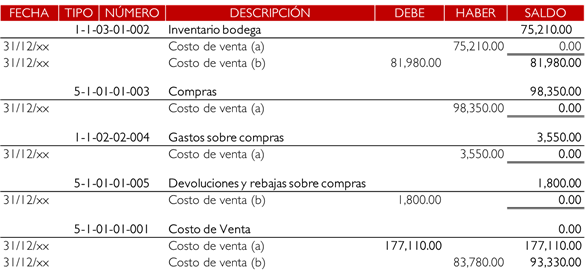 FECHA TIPO NÚMERO DESCRIPCIÓN DEBE HABER SALDO
1-1-03-01-002 Inventario bodega 75,210.00
31/12/xx Costo de venta (a) 75,210.00 0.00
31/12/xx Costo de venta (b) 81,980.00 81,980.00
5-1-01-01-003 Compras 98,350.00
31/12/xx Costo de venta (a) 98,350.00 0.00
1-1-02-02-004 Gastos sobre compras 3,550.00
31/12/xx Costo de venta (a) 3,550.00 0.00
5-1-01-01-005 Devoluciones y rebajas sobre compras 1,800.00
31/12/xx Costo de venta (b) 1,800.00 0.00
5-1-01-01-001 Costo de Venta 0.00
31/12/xx Costo de venta (a) 177,110.00 177,110.00
31/12/xx Costo de venta (b) 83,780.00 93,330.00